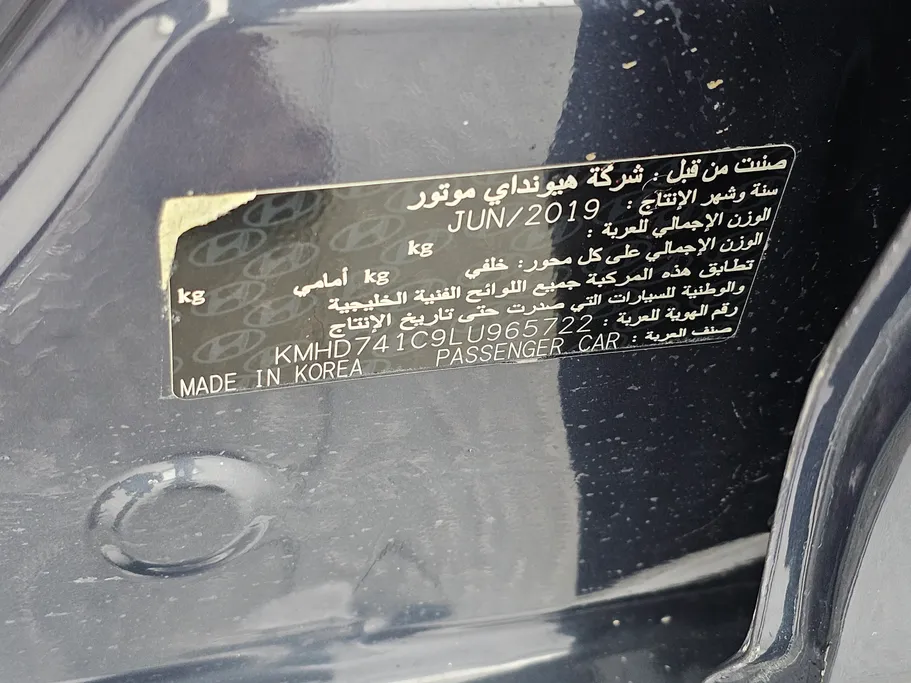 صنعت من قبل : شركة هيونداي موتور
سنة وشهر الإنتاج : JUN/2019
الوزن الإجمالي للعربة : kg
الوزن الإجمالي على كل محور: خلفي kg أمامي kg
تطابق هذه المركبة جميع اللوائح الفنية الخليجية
والوطنية للسيارات التي صدرت حتى تاريخ الإنتاج
رقم الهوية للعربة : KMHD741C9LU965722
صنف العربة : PASSENGER CAR
MADE IN KOREA